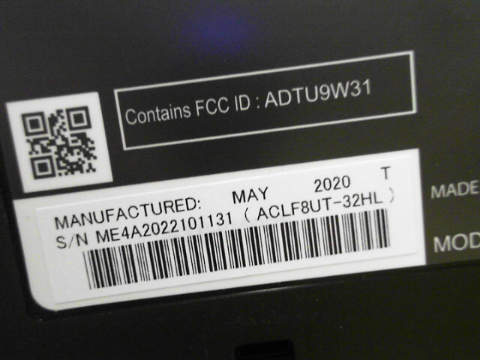 Contains FCC ID : ADTU9W31
MANUFACTURED: MAY 2020 T
S/N ME4A2022101131 ( ACLF8UT-32HL )
MADE
MOD